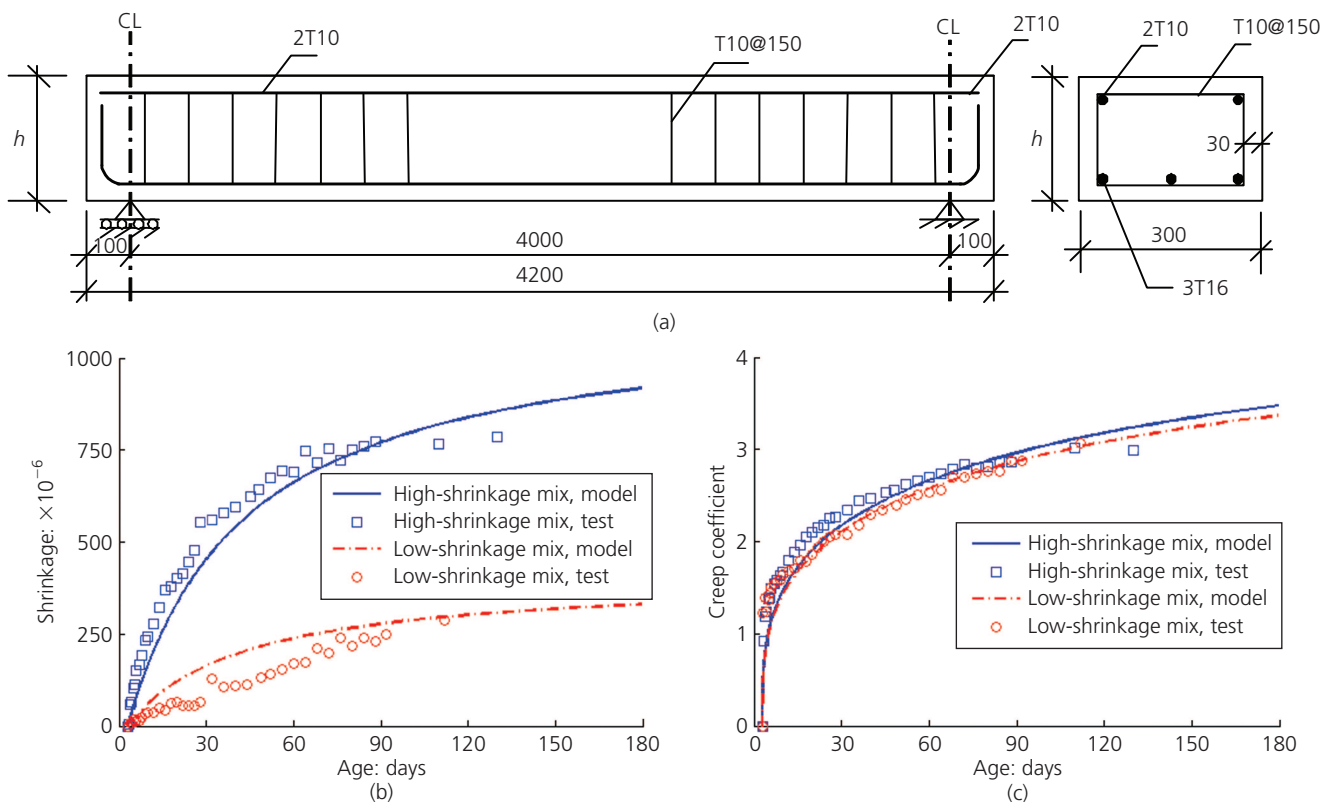 CL
2T10
T10@150
CL
2T10
2T10
T10@150
h
h
30
100
4000
100
4200
300
3T16
(a)
Shrinkage: ×10⁻⁶
1000
750
500
250
0
0
30
60
90
120
150
180
Age: days
High-shrinkage mix, model
High-shrinkage mix, test
Low-shrinkage mix, model
Low-shrinkage mix, test
(b)
Creep coefficient
4
3
2
1
0
0
30
60
90
120
150
180
Age: days
High-shrinkage mix, model
High-shrinkage mix, test
Low-shrinkage mix, model
Low-shrinkage mix, test
(c)